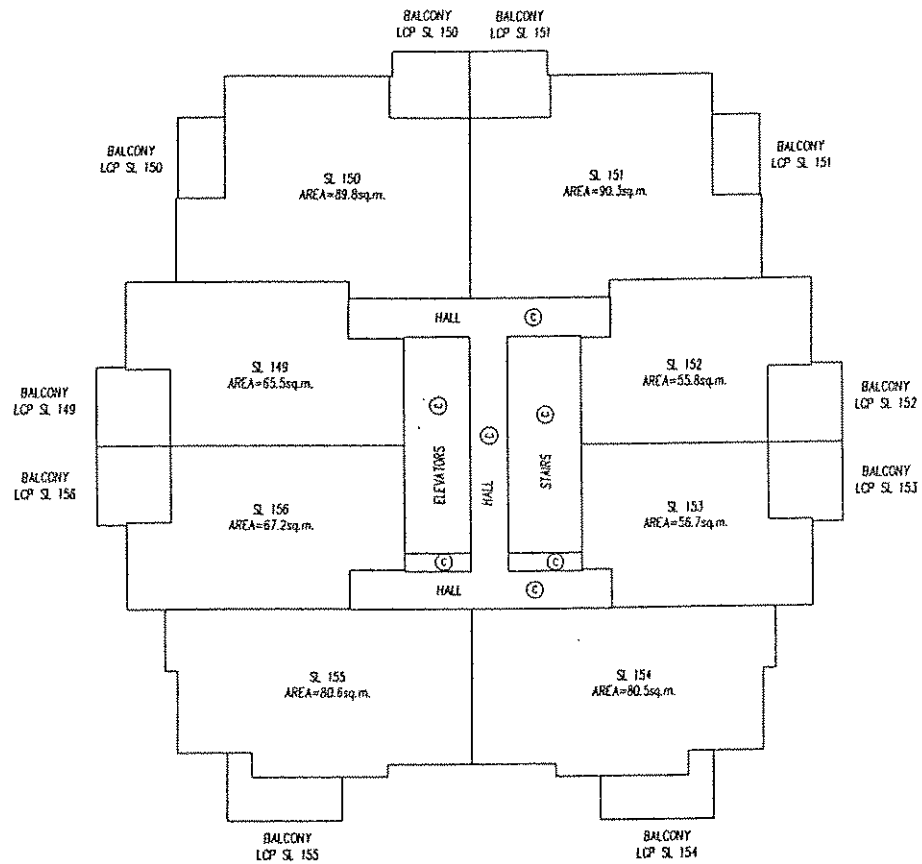 BALCONY
LCP SL 150
BALCONY
LCP SL 151
BALCONY
LCP SL 150
BALCONY
LCP SL 151
SL 150
AREA=89.8sq.m.
SL 151
AREA=90.3sq.m.
HALL
C
SL 149
AREA=65.5sq.m.
SL 152
AREA=55.8sq.m.
BALCONY
LCP SL 149
BALCONY
LCP SL 152
C
ELEVATORS
C
HALL
C
STAIRS
BALCONY
LCP SL 156
BALCONY
LCP SL 153
SL 156
AREA=67.2sq.m.
SL 153
AREA=56.7sq.m.
C
C
HALL
C
SL 155
AREA=80.6sq.m.
SL 154
AREA=80.5sq.m.
BALCONY
LCP SL 155
BALCONY
LCP SL 154